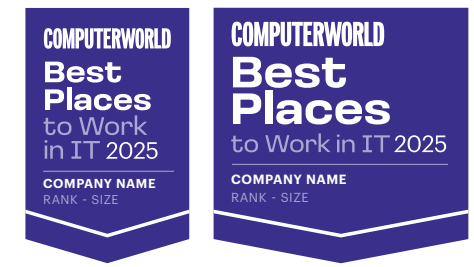 COMPUTERWORLD
Best
Places
to Work
in IT 2025
COMPANY NAME
RANK - SIZE
COMPUTERWORLD
Best
Places
to Work in IT 2025
COMPANY NAME
RANK - SIZE